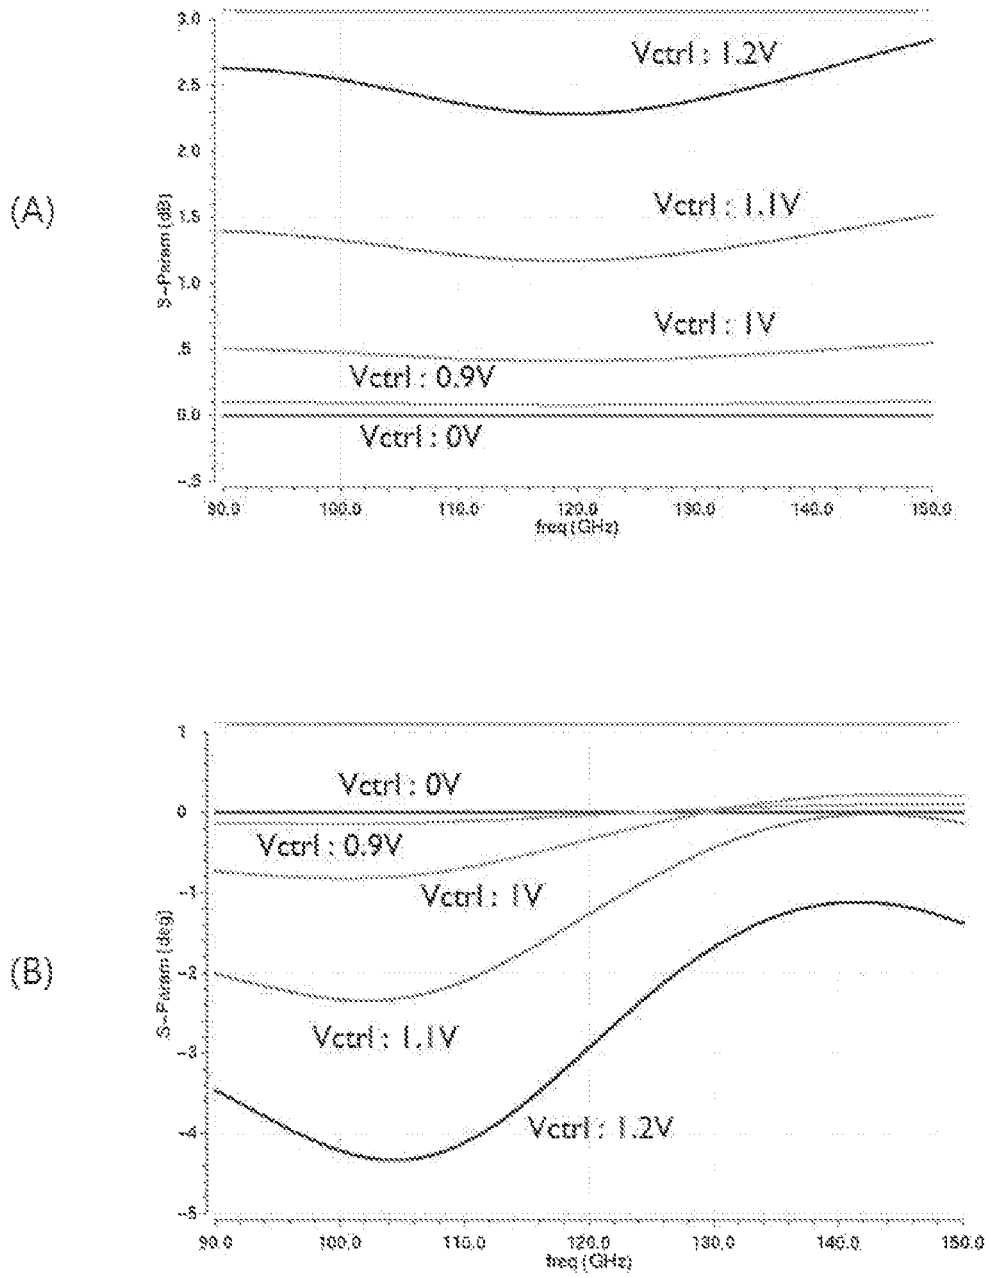 3.0
Vctrl : 1.2V
2.5
2.0
(A)
S-Param (dB)
Vctrl : 1.1V
1.5
1.0
Vctrl : 1V
.5
Vctrl : 0.9V
0.0
Vctrl : 0V
-.5
90.0 100.0 110.0 120.0 130.0 140.0 150.0
freq (GHz)
1
Vctrl : 0V
0
Vctrl : 0.9V
Vctrl : 1V
-1
(B)
S-Param (deg)
-2
Vctrl : 1.1V
-3
Vctrl : 1.2V
-4
-5
90.0 100.0 110.0 120.0 130.0 140.0 150.0
freq (GHz)